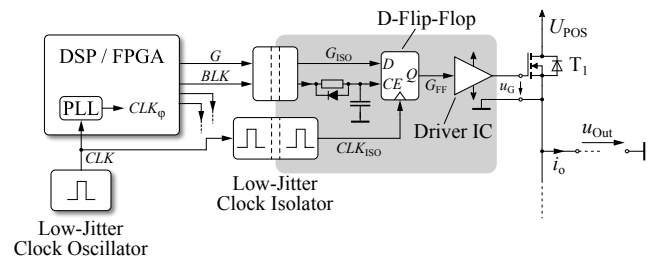 D-Flip-Flop
DSP / FPGA
G
G_ISO
D
Q
U_POS
BLK
CE
G_FF
T_1
PLL
CLK_φ
u_G
Driver IC
CLK
CLK_ISO
u_Out
i_o
Low-Jitter
Clock Isolator
Low-Jitter
Clock Oscillator